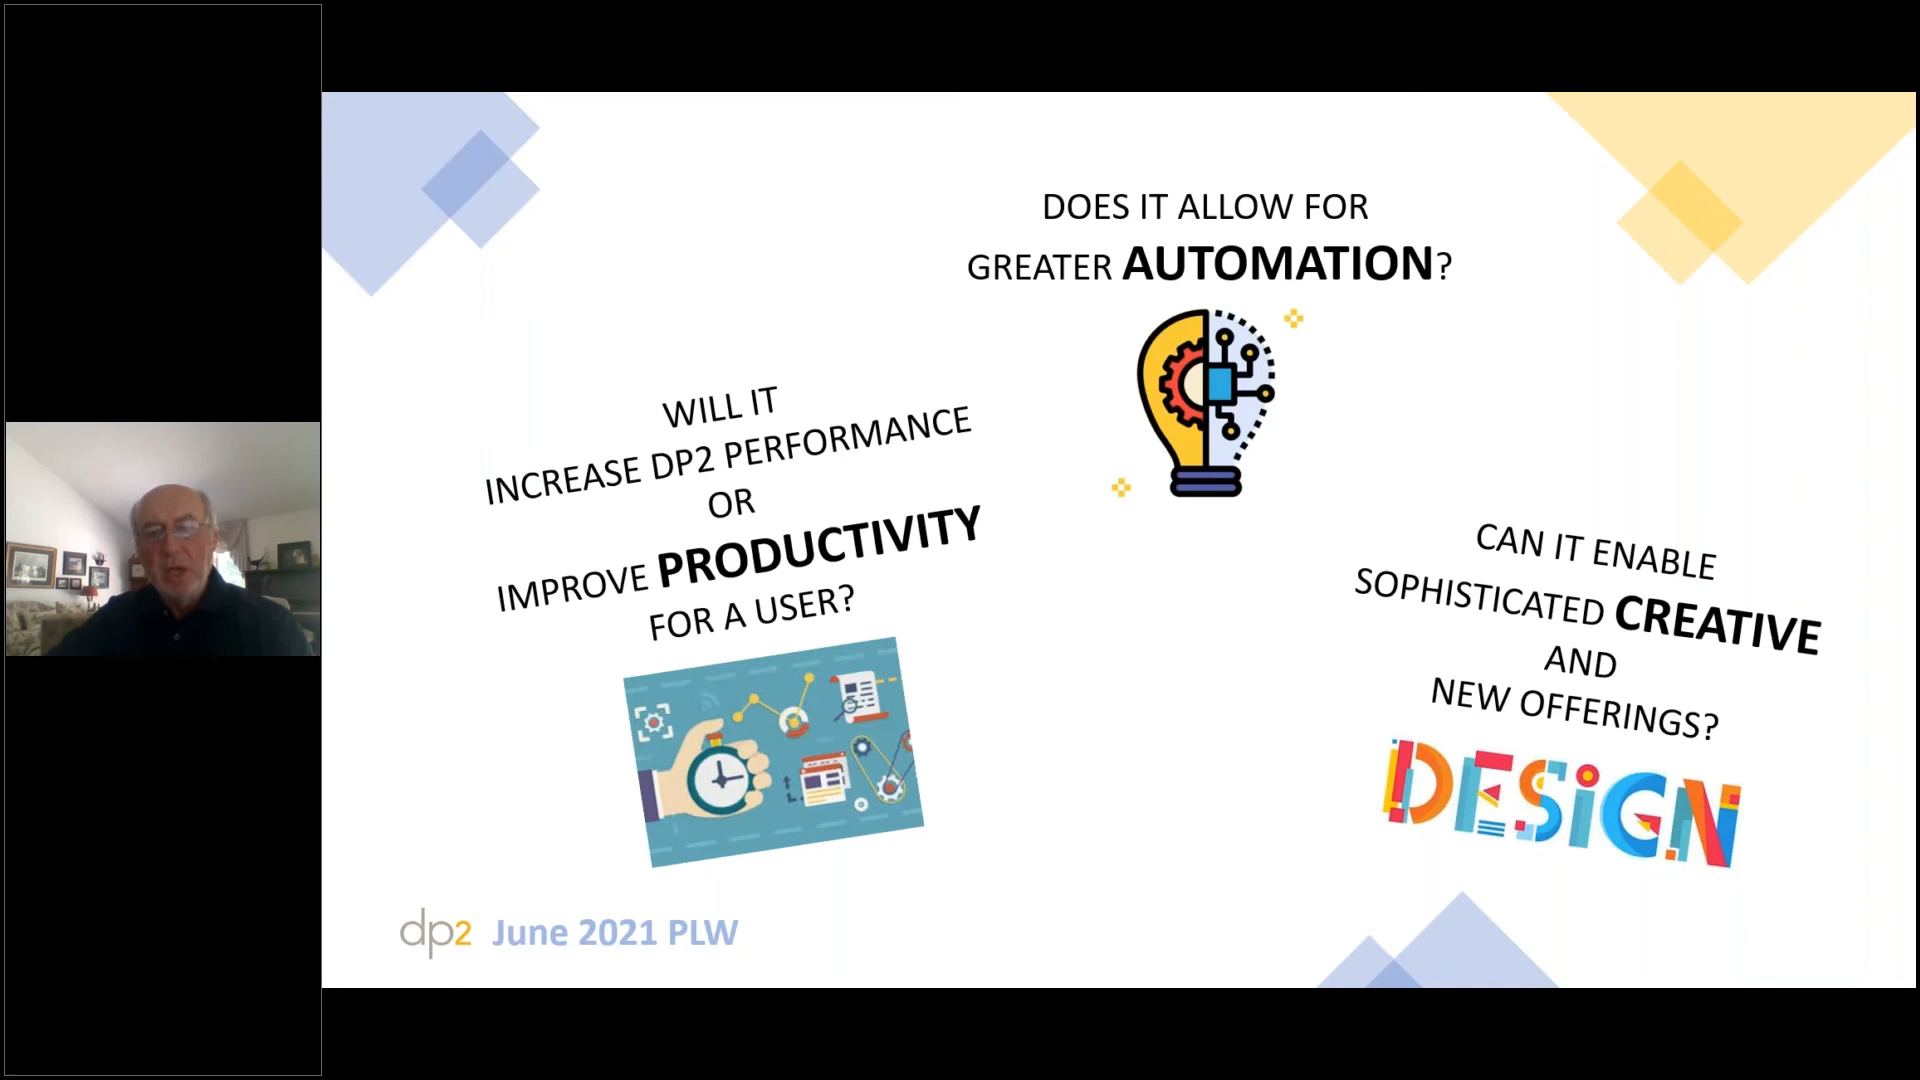 DOES IT ALLOW FOR
GREATER AUTOMATION?
WILL IT
INCREASE DP2 PERFORMANCE
OR
IMPROVE PRODUCTIVITY
FOR A USER?
CAN IT ENABLE
SOPHISTICATED CREATIVE
AND
NEW OFFERINGS?
DESiGN
dp2 June 2021 PLW